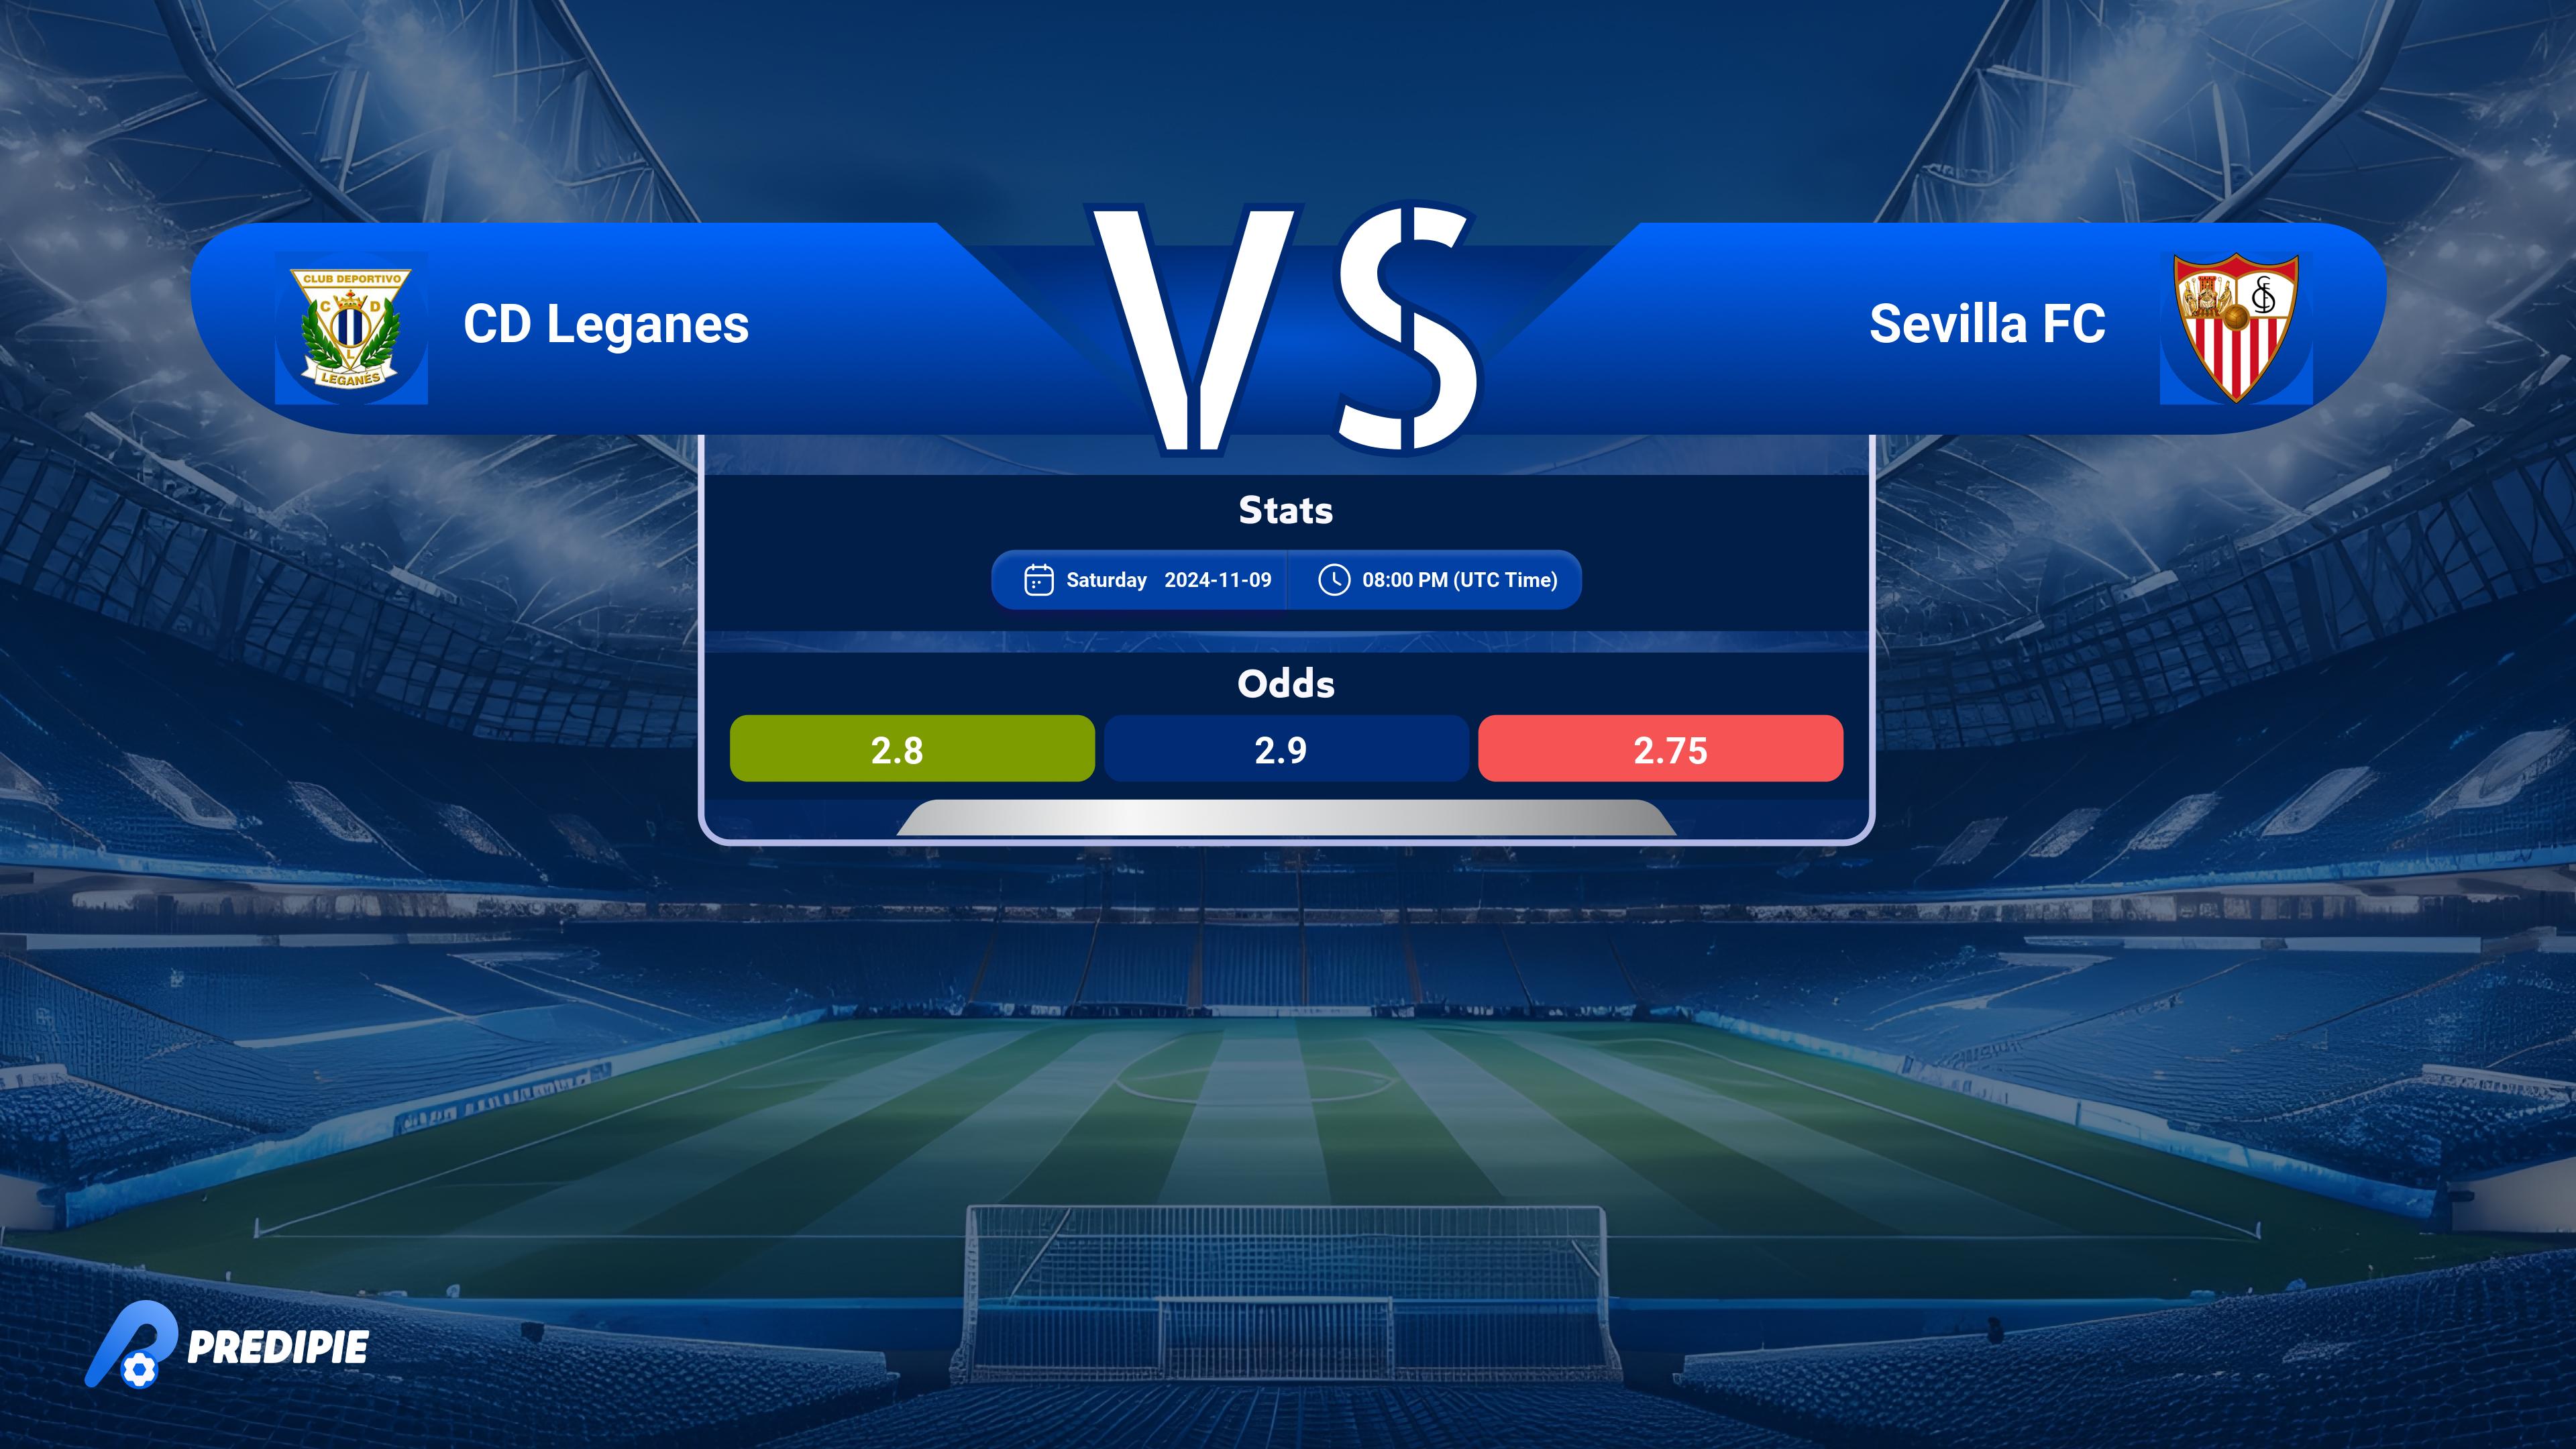 CLUB DEPORTIVO
C D
L
LEGANÉS
CD Leganes
VS
Sevilla FC
Stats
Saturday 2024-11-09 08:00 PM (UTC Time)
Odds
2.8 2.9 2.75
PREDIPIE